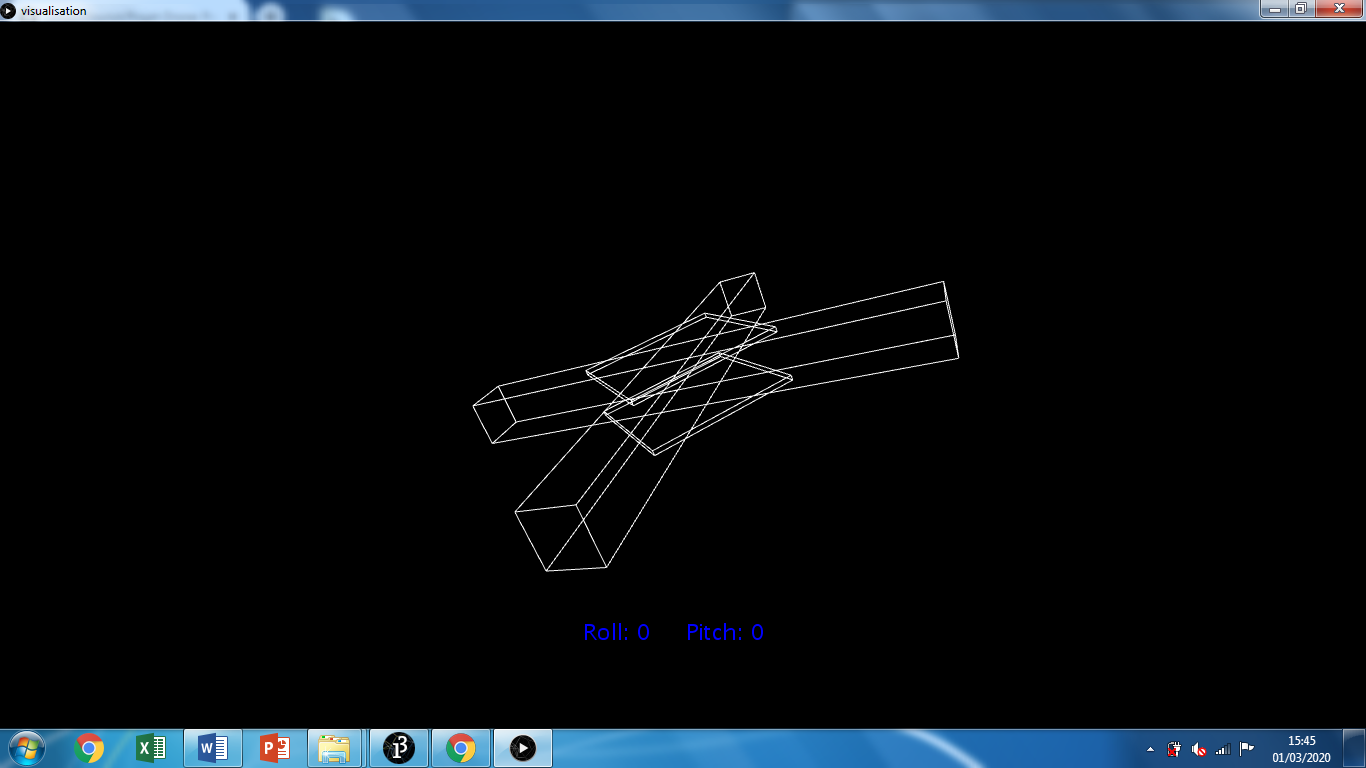 visualisation
Roll: 0 Pitch: 0
15:45
01/03/2020